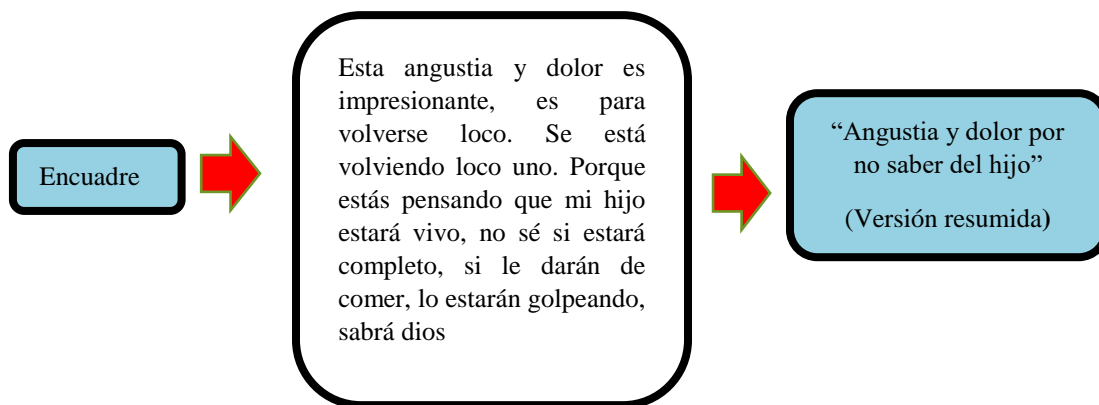 Encuadre
Esta angustia y dolor es
impresionante, es para
volverse loco. Se está
volviendo loco uno. Porque
estás pensando que mi hijo
estará vivo, no sé si estará
completo, si le darán de
comer, lo estarán golpeando,
sabrá dios
“Angustia y dolor por
no saber del hijo”
(Versión resumida)